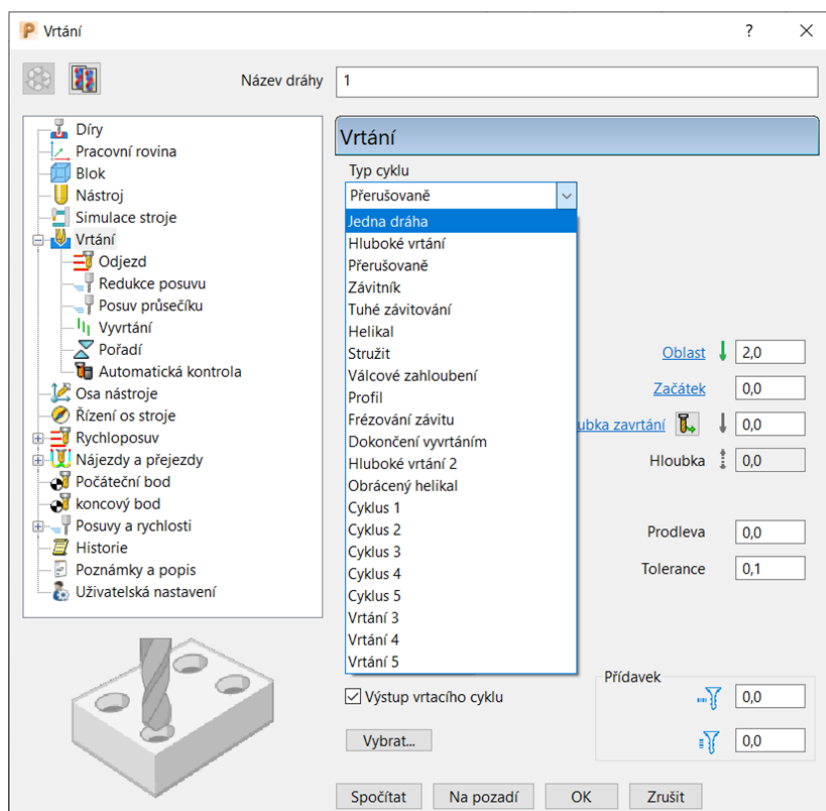 Vrtání
Název dráhy 1
Díry
Pracovní rovina
Blok
Nástroj
Simulace stroje
Vrtání
Odjezd
Redukce posuvu
Posuv průsečíku
Vyvrtání
Pořadí
Automatická kontrola
Osa nástroje
Řízení os stroje
Rychloposuv
Nájezdy a přejezdy
Počáteční bod
koncový bod
Posuvy a rychlosti
Historie
Poznámky a popis
Uživatelská nastavení
Vrtání
Typ cyklu
Přerušovaně
Jedna dráha
Hluboké vrtání
Přerušovaně
Závitník
Tuhé závitování
Helikal
Stružit
Válcové zahloubení
Profil
Frézování závitu
Dokončení vyvrtáním
Hluboké vrtání 2
Obrácený helikal
Cyklus 1
Cyklus 2
Cyklus 3
Cyklus 4
Cyklus 5
Vrtání 3
Vrtání 4
Vrtání 5
Oblast 2,0
Začátek 0,0
ubka zavrtání 0,0
Hloubka 0,0
Prodleva 0,0
Tolerance 0,1
Výstup vrtacího cyklu
Vybrat...
Přídavek
0,0
0,0
Spočítat Na pozadí OK Zrušit